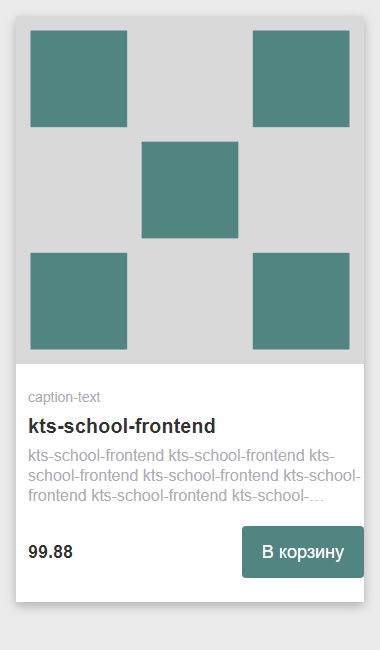 caption-text
kts-school-frontend
kts-school-frontend kts-school-frontend kts-
school-frontend kts-school-frontend kts-school-
frontend kts-school-frontend kts-school-…
99.88
В корзину